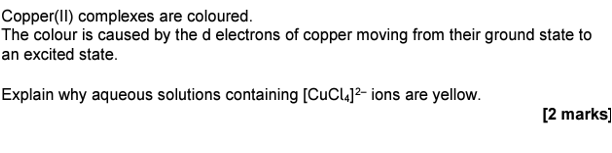 Copper(II) complexes are coloured.
The colour is caused by the d electrons of copper moving from their ground state to
an excited state.
Explain why aqueous solutions containing [CuCl₄]²⁻ ions are yellow.
[2 marks]